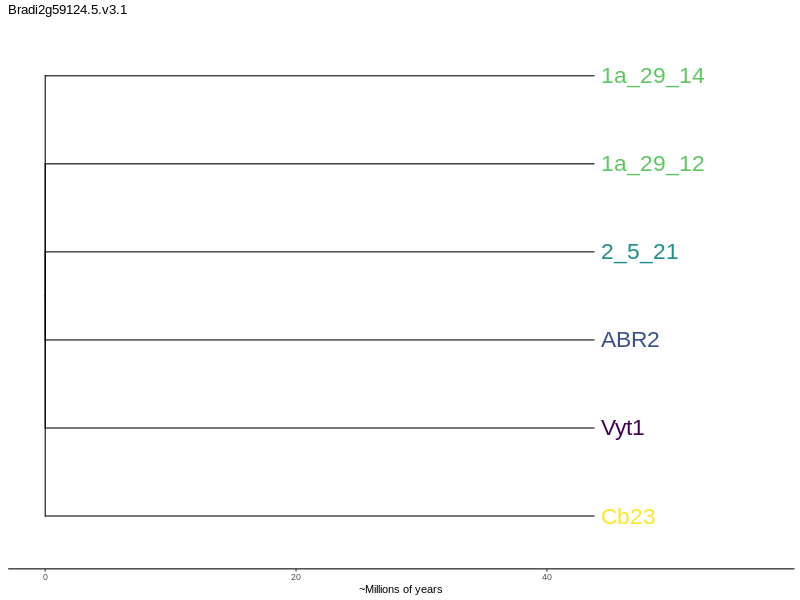 Bradi2g59124.5.v3.1
1a_29_14
1a_29_12
2_5_21
ABR2
Vyt1
Cb23
0 20 40
~Millions of years